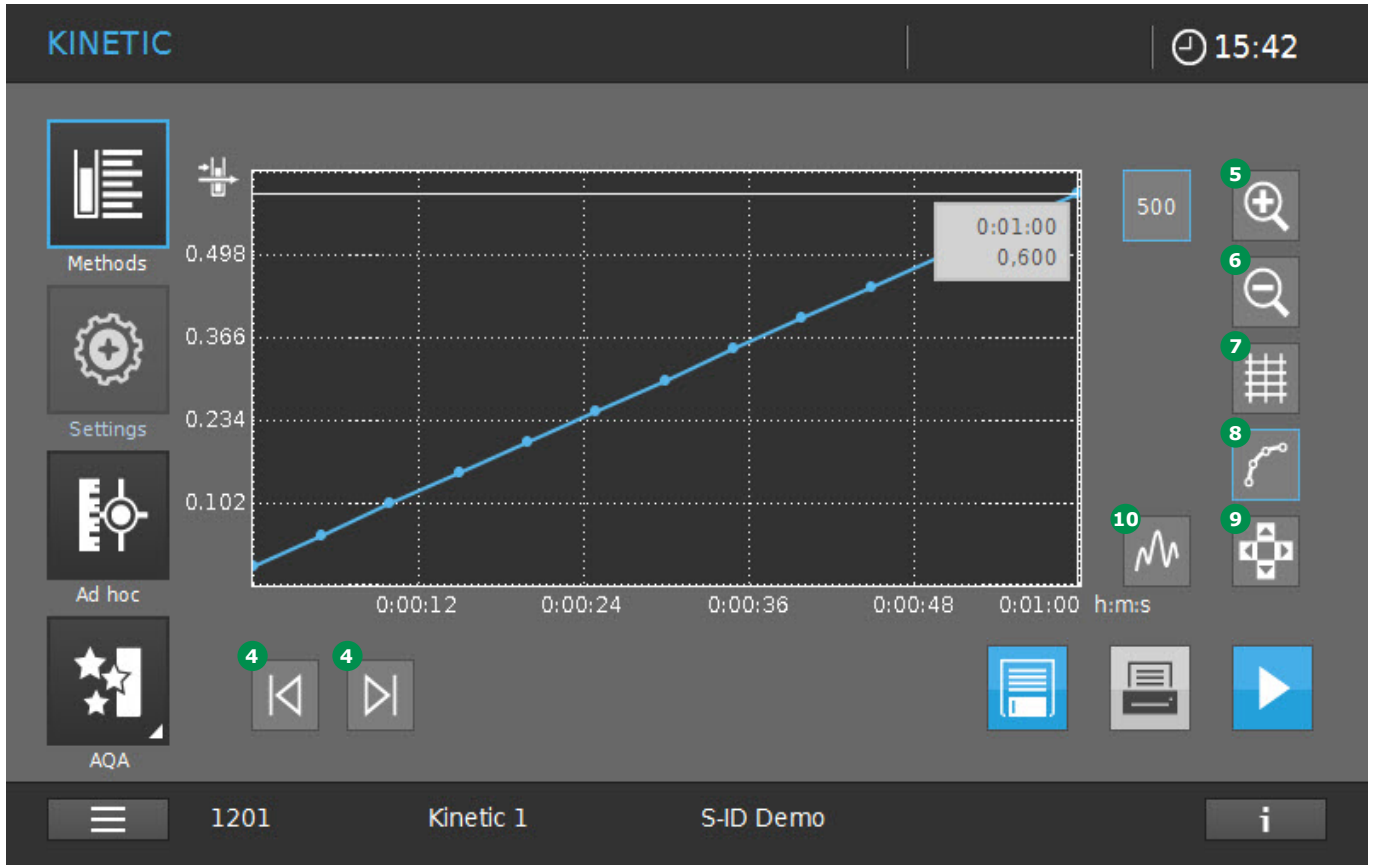 KINETIC
15:42
Methods
Settings
Ad hoc
AQA
0.498
0.366
0.234
0.102
0:01:00
0,600
500
5
6
7
8
10
9
0:00:12 0:00:24 0:00:36 0:00:48 0:01:00 h:m:s
4 4
1201 Kinetic 1 S-ID Demo i